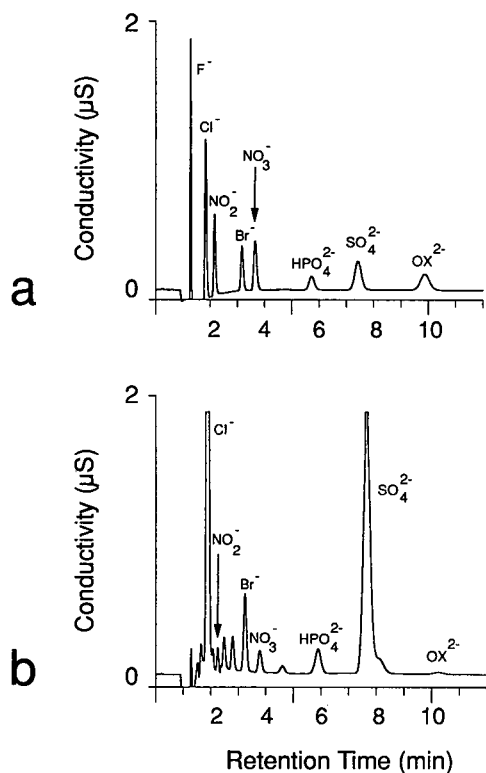 a
2
Conductivity (µS)
0
F⁻
Cl⁻
NO₂⁻
Br⁻
NO₃⁻
HPO₄²⁻
SO₄²⁻
OX²⁻
2 4 6 8 10
b
2
Conductivity (µS)
0
Cl⁻
NO₂⁻
Br⁻
NO₃⁻
HPO₄²⁻
SO₄²⁻
OX²⁻
2 4 6 8 10
Retention Time (min)